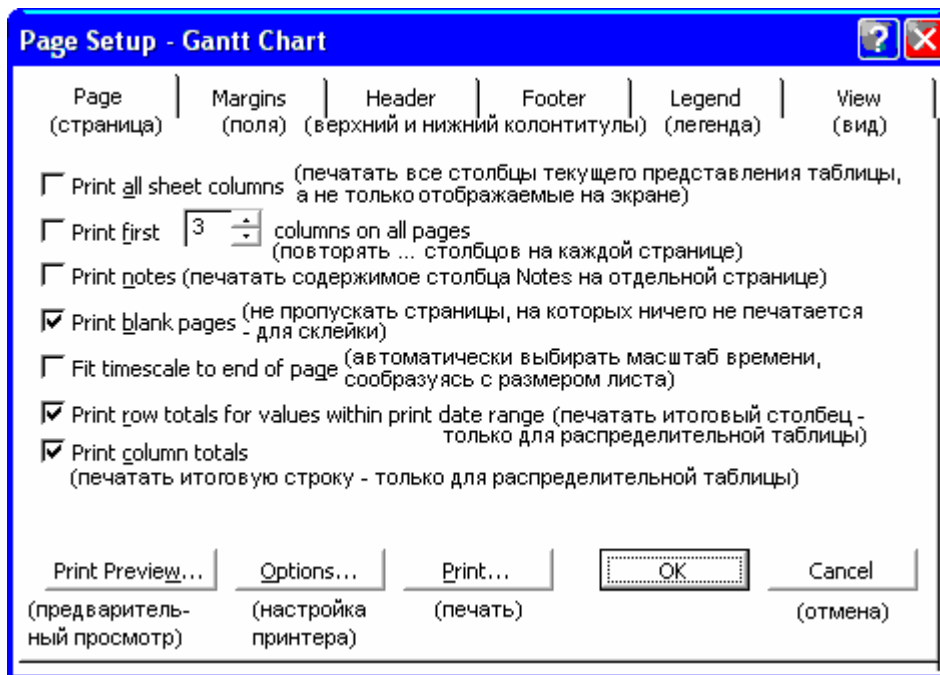 Page Setup - Gantt Chart
Page Margins Header Footer Legend View
(страница) (поля) (верхний и нижний колонтитулы) (легенда) (вид)
Print all sheet columns (печатать все столбцы текущего представления таблицы,
а не только отображаемые на экране)
Print first 3 columns on all pages
(повторять ... столбцов на каждой странице)
Print notes (печатать содержимое столбца Notes на отдельной странице)
Print blank pages (не пропускать страницы, на которых ничего не печатается
- для склейки)
Fit timescale to end of page (автоматически выбирать масштаб времени,
сообразуясь с размером листа)
Print row totals for values within print date range (печатать итоговый столбец -
только для распределительной таблицы)
Print column totals
(печатать итоговую строку - только для распределительной таблицы)
Print Preview... Options... Print... OK Cancel
(предваритель- (настройка (печать) (отмена)
ный просмотр) принтера)